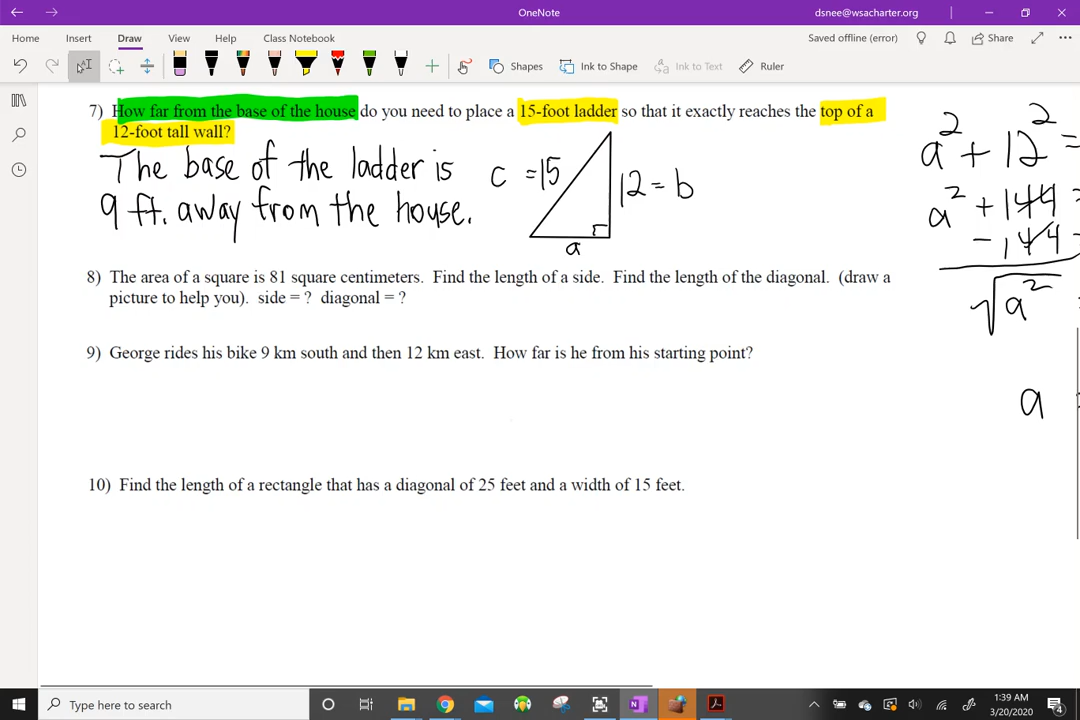 OneNote
dsnee@wsacharter.org
Home Insert Draw View Help Class Notebook
Saved offline (error) Share
Shapes Ink to Shape Ink to Text Ruler
7) How far from the base of the house do you need to place a 15-foot ladder so that it exactly reaches the top of a
12-foot tall wall?
The base of the ladder is
9 ft. away from the house.
c = 15
12 = b
a
a² + 12² =
a² + 144 =
- 144
√a²
a =
8) The area of a square is 81 square centimeters. Find the length of a side. Find the length of the diagonal. (draw a
picture to help you). side = ? diagonal = ?
9) George rides his bike 9 km south and then 12 km east. How far is he from his starting point?
10) Find the length of a rectangle that has a diagonal of 25 feet and a width of 15 feet.
Type here to search
1:39 AM
3/20/2020
4